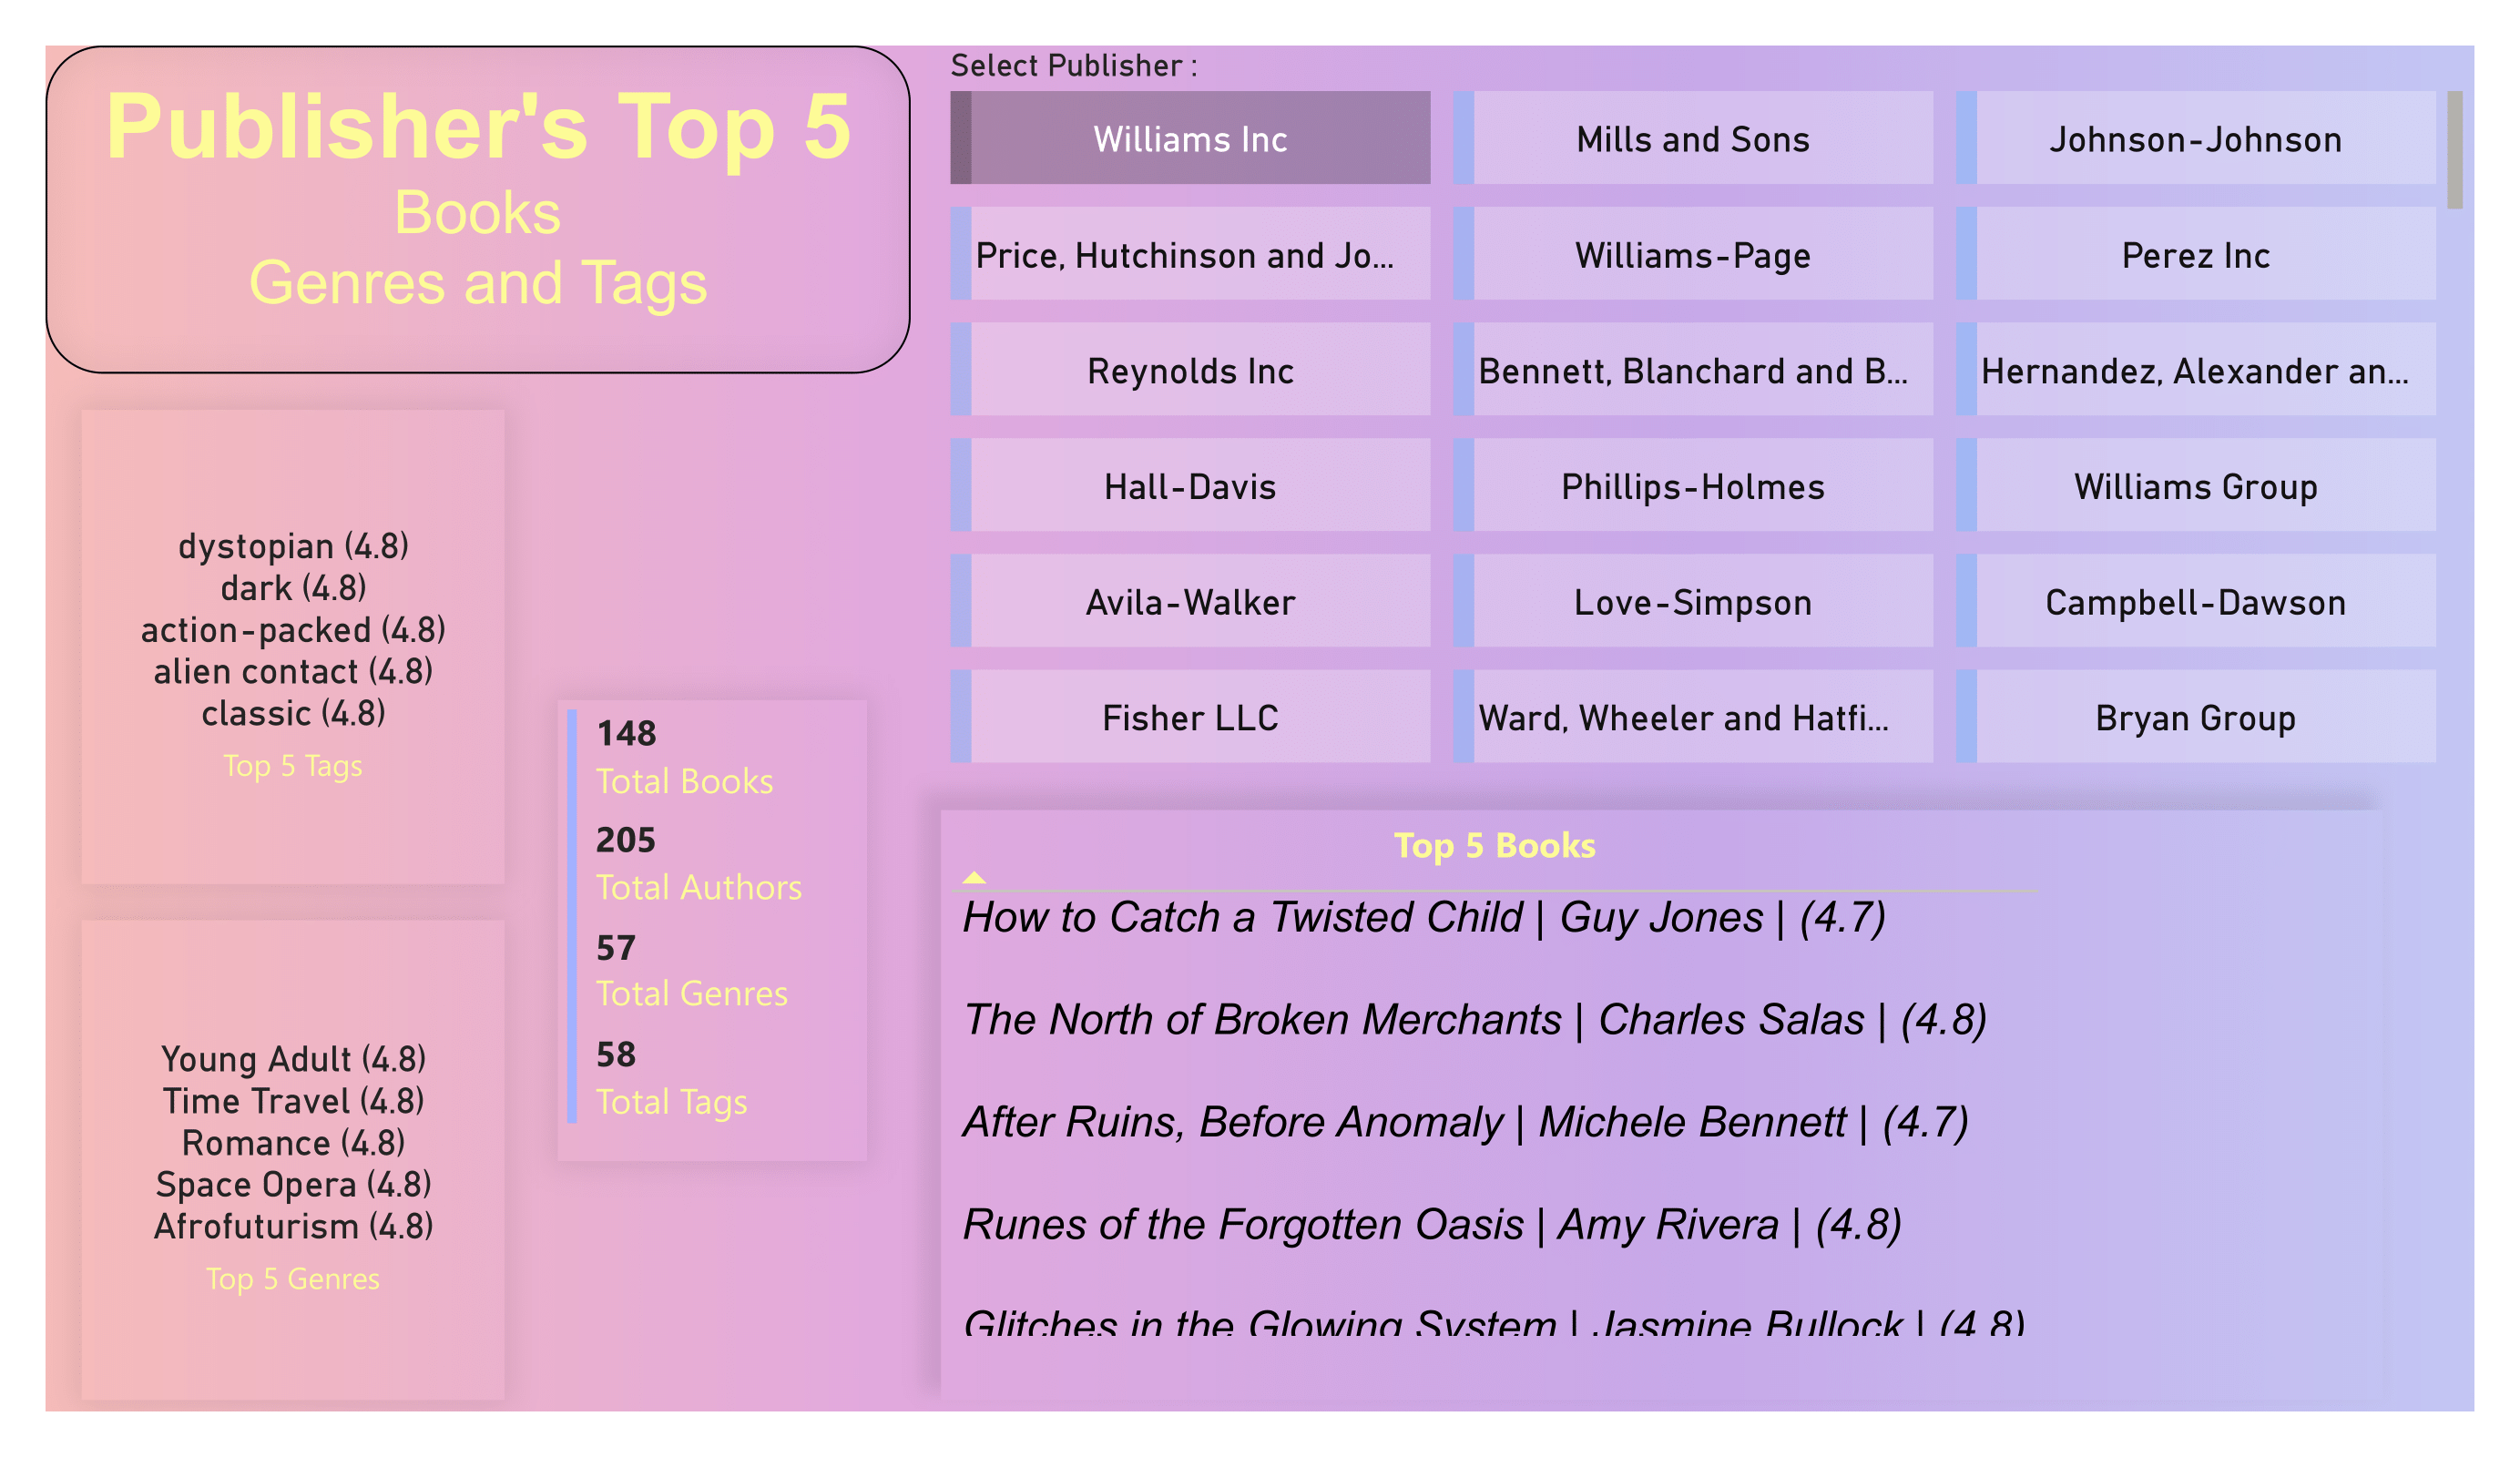 Publisher's Top 5
Books
Genres and Tags
Select Publisher :
Williams Inc
Mills and Sons
Johnson-Johnson
Price, Hutchinson and Jo...
Williams-Page
Perez Inc
Reynolds Inc
Bennett, Blanchard and B...
Hernandez, Alexander an...
Hall-Davis
Phillips-Holmes
Williams Group
Avila-Walker
Love-Simpson
Campbell-Dawson
Fisher LLC
Ward, Wheeler and Hatfi...
Bryan Group
dystopian (4.8)
dark (4.8)
action-packed (4.8)
alien contact (4.8)
classic (4.8)
Top 5 Tags
Young Adult (4.8)
Time Travel (4.8)
Romance (4.8)
Space Opera (4.8)
Afrofuturism (4.8)
Top 5 Genres
148
Total Books
205
Total Authors
57
Total Genres
58
Total Tags
Top 5 Books
How to Catch a Twisted Child | Guy Jones | (4.7)
The North of Broken Merchants | Charles Salas | (4.8)
After Ruins, Before Anomaly | Michele Bennett | (4.7)
Runes of the Forgotten Oasis | Amy Rivera | (4.8)
Glitches in the Glowing System | Jasmine Bullock | (4.8)